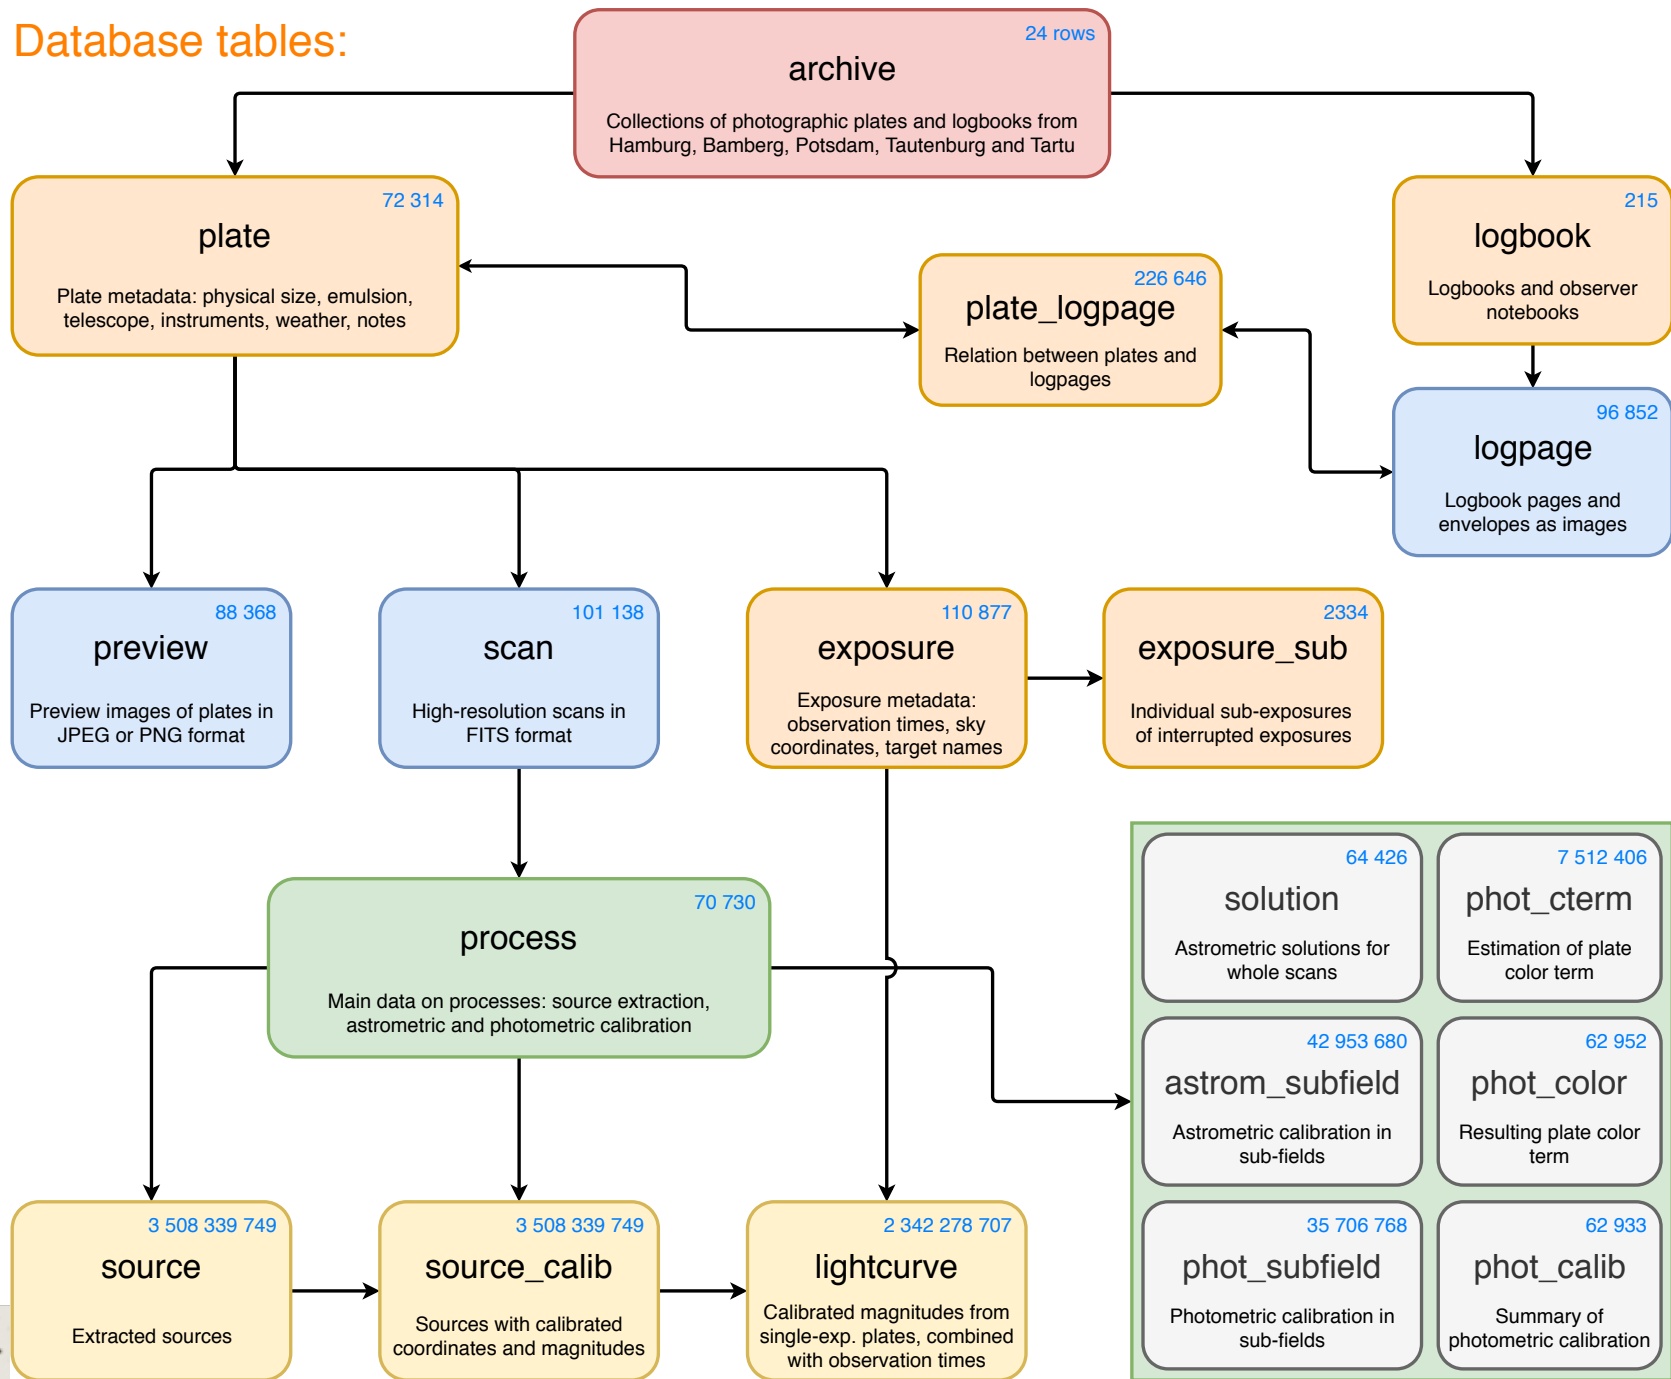 Database tables:
24 rows
archive
Collections of photographic plates and logbooks from
Hamburg, Bamberg, Potsdam, Tautenburg and Tartu
72 314
plate
Plate metadata: physical size, emulsion,
telescope, instruments, weather, notes
226 646
plate_logpage
Relation between plates and
logpages
215
logbook
Logbooks and observer
notebooks
96 852
logpage
Logbook pages and
envelopes as images
88 368
preview
Preview images of plates in
JPEG or PNG format
101 138
scan
High-resolution scans in
FITS format
110 877
exposure
Exposure metadata:
observation times, sky
coordinates, target names
2334
exposure_sub
Individual sub-exposures
of interrupted exposures
70 730
process
Main data on processes: source extraction,
astrometric and photometric calibration
64 426
solution
Astrometric solutions for
whole scans
7 512 406
phot_cterm
Estimation of plate
color term
42 953 680
astrom_subfield
Astrometric calibration in
sub-fields
62 952
phot_color
Resulting plate color
term
35 706 768
phot_subfield
Photometric calibration in
sub-fields
62 933
phot_calib
Summary of
photometric calibration
3 508 339 749
source
Extracted sources
3 508 339 749
source_calib
Sources with calibrated
coordinates and magnitudes
2 342 278 707
lightcurve
Calibrated magnitudes from
single-exp. plates, combined
with observation times